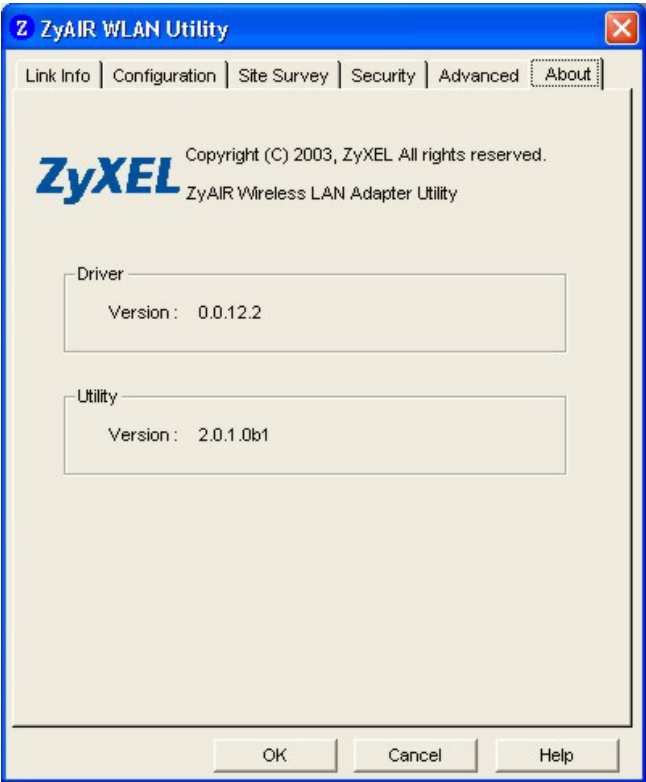 Z ZyAIR WLAN Utility
Link Info Configuration Site Survey Security Advanced About
ZyXEL
Copyright (C) 2003, ZyXEL All rights reserved.
ZyAIR Wireless LAN Adapter Utility
Driver
Version : 0.0.12.2
Utility
Version : 2.0.1.0b1
OK Cancel Help